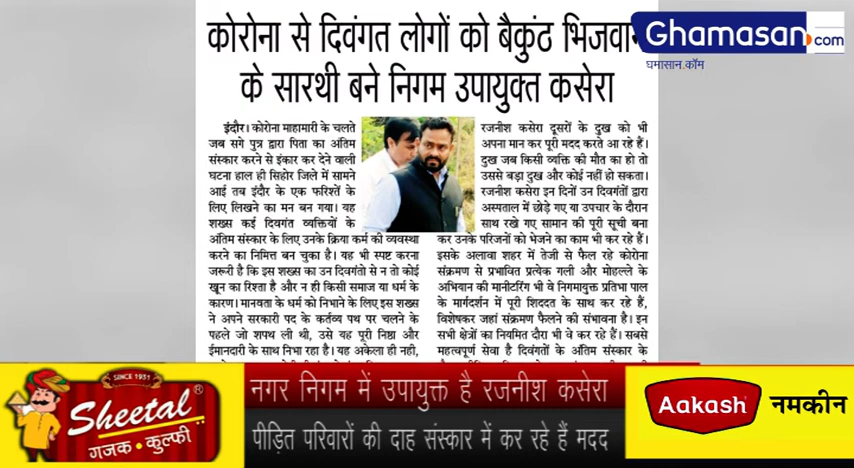 कोरोना से दिवंगत लोगों को बैकुंठ भिजवाने
के सारथी बने निगम उपायुक्त कसेरा
Ghamasan.com
घमासान.कॉम
इंदौर। कोरोना माहामारी के चलते
जब सगे पुत्र द्वारा पिता का अंतिम
संस्कार करने से इंकार कर देने वाली
घटना हाल ही सिहोर जिले में सामने
आई तब इंदौर के एक फरिश्ते के
लिए लिखने का मन बन गया। यह
शख्स कई दिवगंत व्यक्तियों के
अंतिम संस्कार के लिए उनके क्रिया कर्म की व्यवस्था
करने का निमित्त बन चुका है। यह भी स्पष्ट करना
जरूरी है कि इस शख्स का उन दिवगंतो से न तो कोई
खून का रिश्ता है और न ही किसी समाज या धर्म के
कारण। मानवता के धर्म को निभाने के लिए इस शख्स
ने अपने सरकारी पद के कर्तव्य पथ पर चलने के
पहले जो शपथ ली थी, उसे यह पूरी निष्ठा और
ईमानदारी के साथ निभा रहा है। यह अकेला ही नही,
रजनीश कसेरा दूसरों के दुख को भी
अपना मान कर पूरी मदद करते आ रहे हैं।
दुख जब किसी व्यक्ति की मौत का हो तो
उससे बड़ा दुख और कोई नहीं हो सकता।
रजनीश कसेरा इन दिनों उन दिवगंतों द्वारा
अस्पताल में छोड़े गए या उपचार के दौरान
साथ रखे गए सामान की पूरी सूची बना
कर उनके परिजनों को भेजने का काम भी कर रहे हैं।
इसके अलावा शहर में तेजी से फैल रहे कोरोना
संक्रमण से प्रभावित प्रत्येक गली और मोहल्ले के
अभियान की मानीटरिंग भी वे निगमायुक्त प्रतिभा पाल
के मार्गदर्शन में पूरी शिद्दत के साथ कर रहे हैं,
विशेषकर जहां संक्रमण फैलने की संभावना है। इन
सभी क्षेत्रों का नियमित दौरा भी वे कर रहे हैं। सबसे
महत्वपूर्ण सेवा है दिवंगतों के अंतिम संस्कार के
SINCE 1951
Sheetal
गजक • कुल्फी
नगर निगम में उपायुक्त है रजनीश कसेरा
पीड़ित परिवारों की दाह संस्कार में कर रहे हैं मदद
Aakash
नमकीन